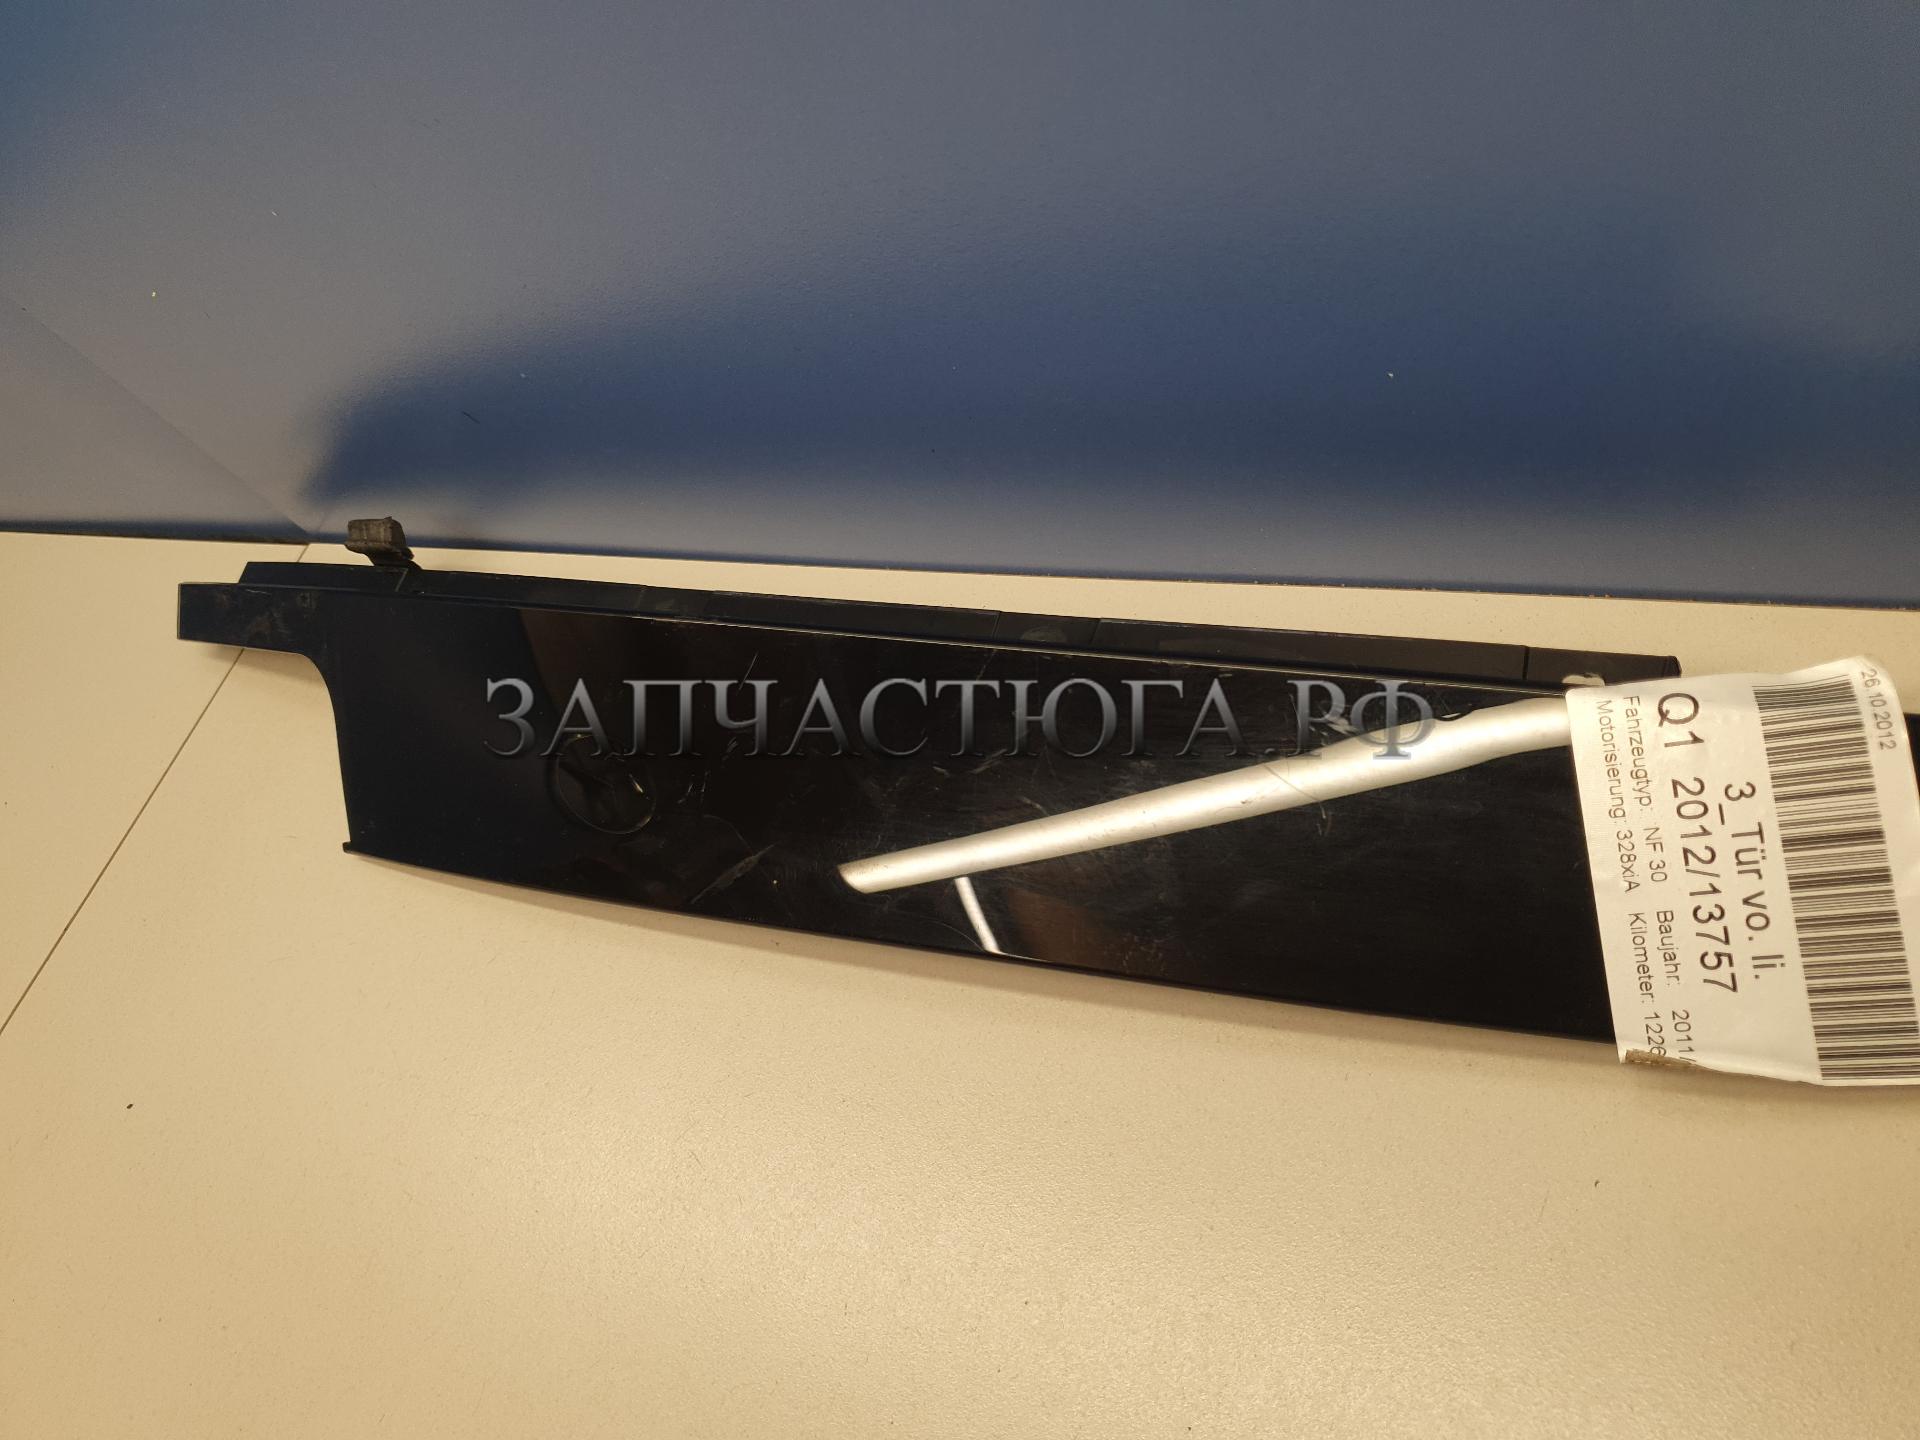 ЗАПЧАСТЮГА.РФ
26.10.2012
3_Tür vo. li.
Q1 2012/13757
Fahrzeugtyp: NF 30 Baujahr: 2011/
Motorisierung: 328xiA Kilometer: 1226